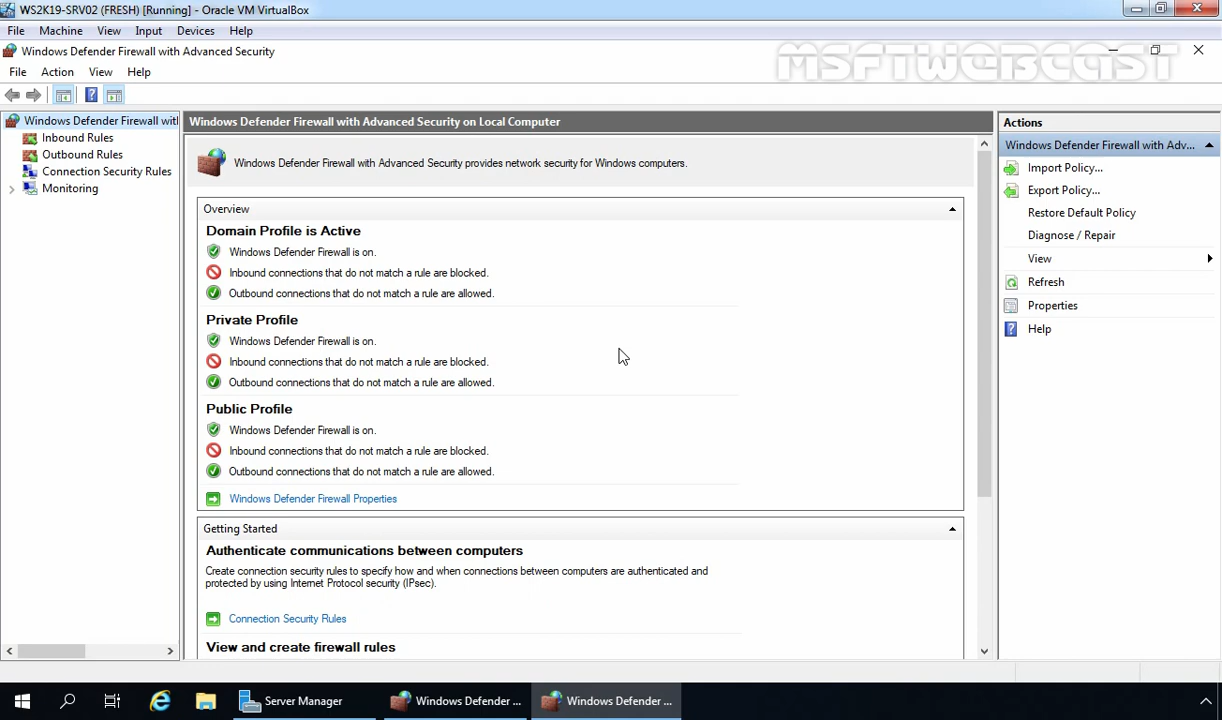 WS2K19-SRV02 (FRESH) [Running] - Oracle VM VirtualBox
File Machine View Input Devices Help
Windows Defender Firewall with Advanced Security
MSFTWEBCAST
File Action View Help
Windows Defender Firewall wit
Inbound Rules
Outbound Rules
Connection Security Rules
Monitoring
Windows Defender Firewall with Advanced Security on Local Computer
Windows Defender Firewall with Advanced Security provides network security for Windows computers.
Overview
Domain Profile is Active
Windows Defender Firewall is on.
Inbound connections that do not match a rule are blocked.
Outbound connections that do not match a rule are allowed.
Private Profile
Windows Defender Firewall is on.
Inbound connections that do not match a rule are blocked.
Outbound connections that do not match a rule are allowed.
Public Profile
Windows Defender Firewall is on.
Inbound connections that do not match a rule are blocked.
Outbound connections that do not match a rule are allowed.
Windows Defender Firewall Properties
Getting Started
Authenticate communications between computers
Create connection security rules to specify how and when connections between computers are authenticated and
protected by using Internet Protocol security (IPsec).
Connection Security Rules
View and create firewall rules
Actions
Windows Defender Firewall with Adv...
Import Policy...
Export Policy...
Restore Default Policy
Diagnose / Repair
View
Refresh
Properties
Help
Server Manager
Windows Defender ...
Windows Defender ...